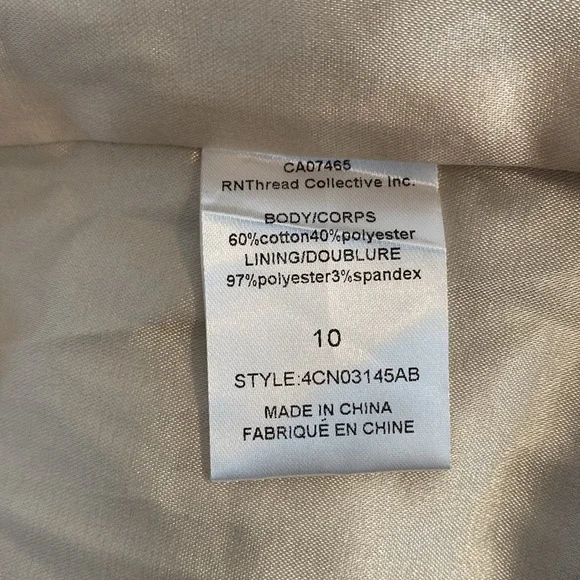 CA07465
RNThread Collective Inc.
BODY/CORPS
60%cotton40%polyester
LINING/DOUBLURE
97%polyester3%spandex
10
STYLE:4CN03145AB
MADE IN CHINA
FABRIQUÉ EN CHINE